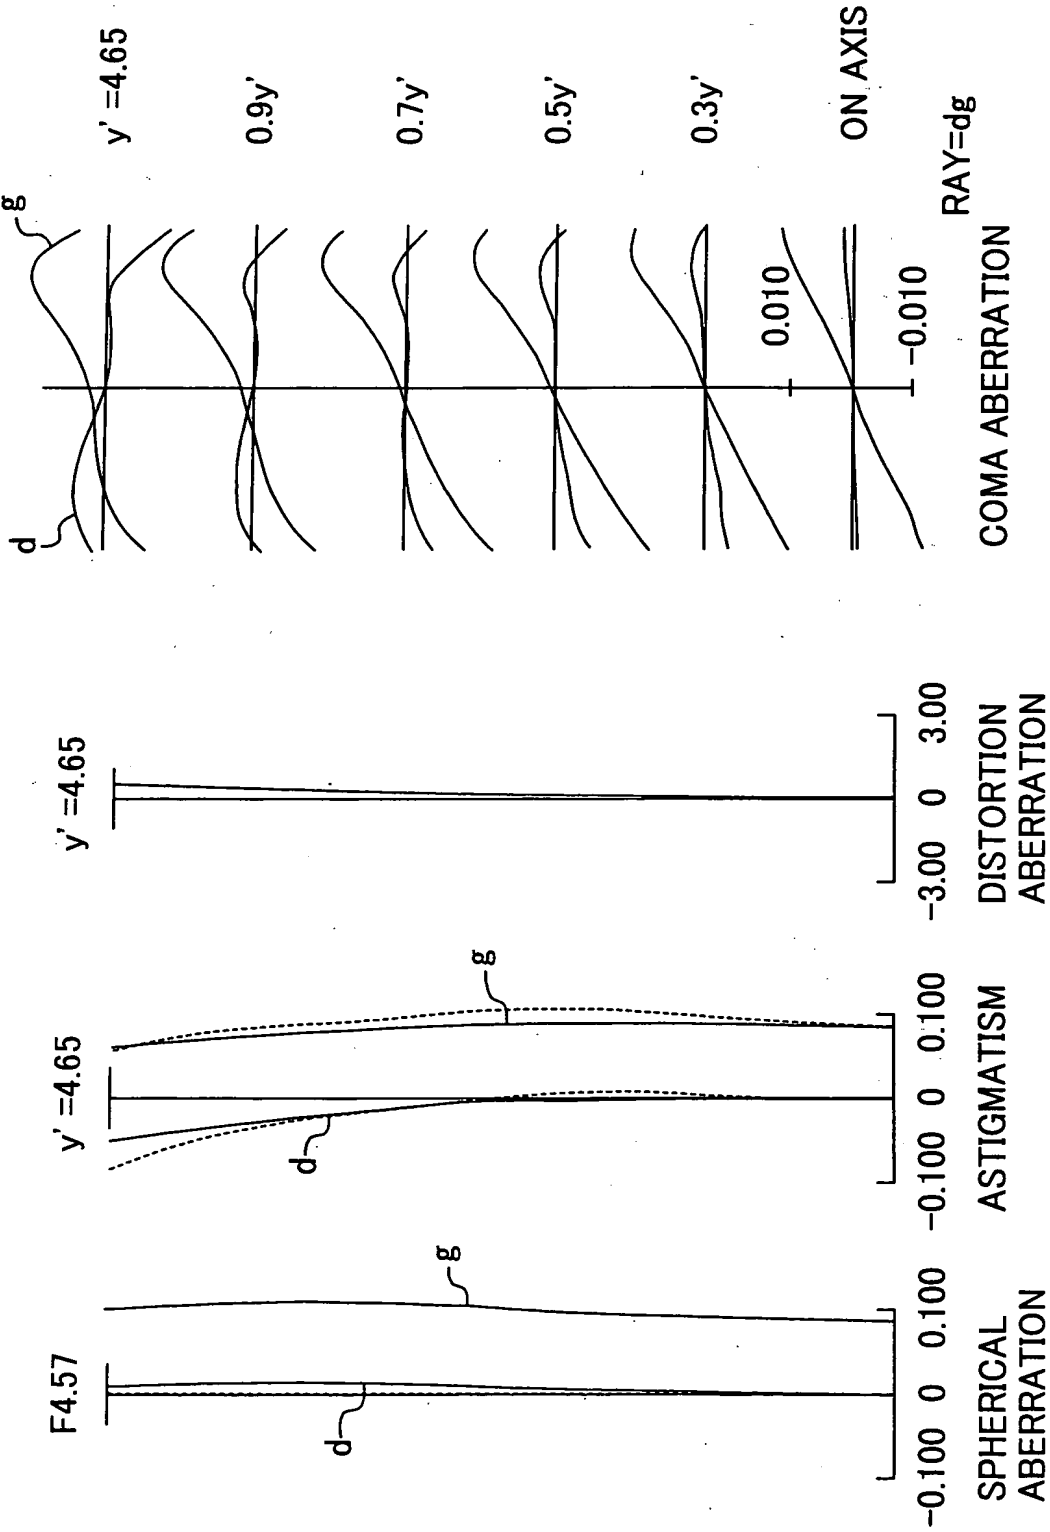 F4.57
g
d
-0.100 0 0.100
SPHERICAL
ABERRATION
y' =4.65
g
d
-0.100 0 0.100
ASTIGMATISM
y' =4.65
-3.00 0 3.00
DISTORTION
ABERRATION
d
g
y' =4.65
0.9y'
0.7y'
0.5y'
0.3y'
0.010
ON AXIS
-0.010
RAY=dg
COMA ABERRATION